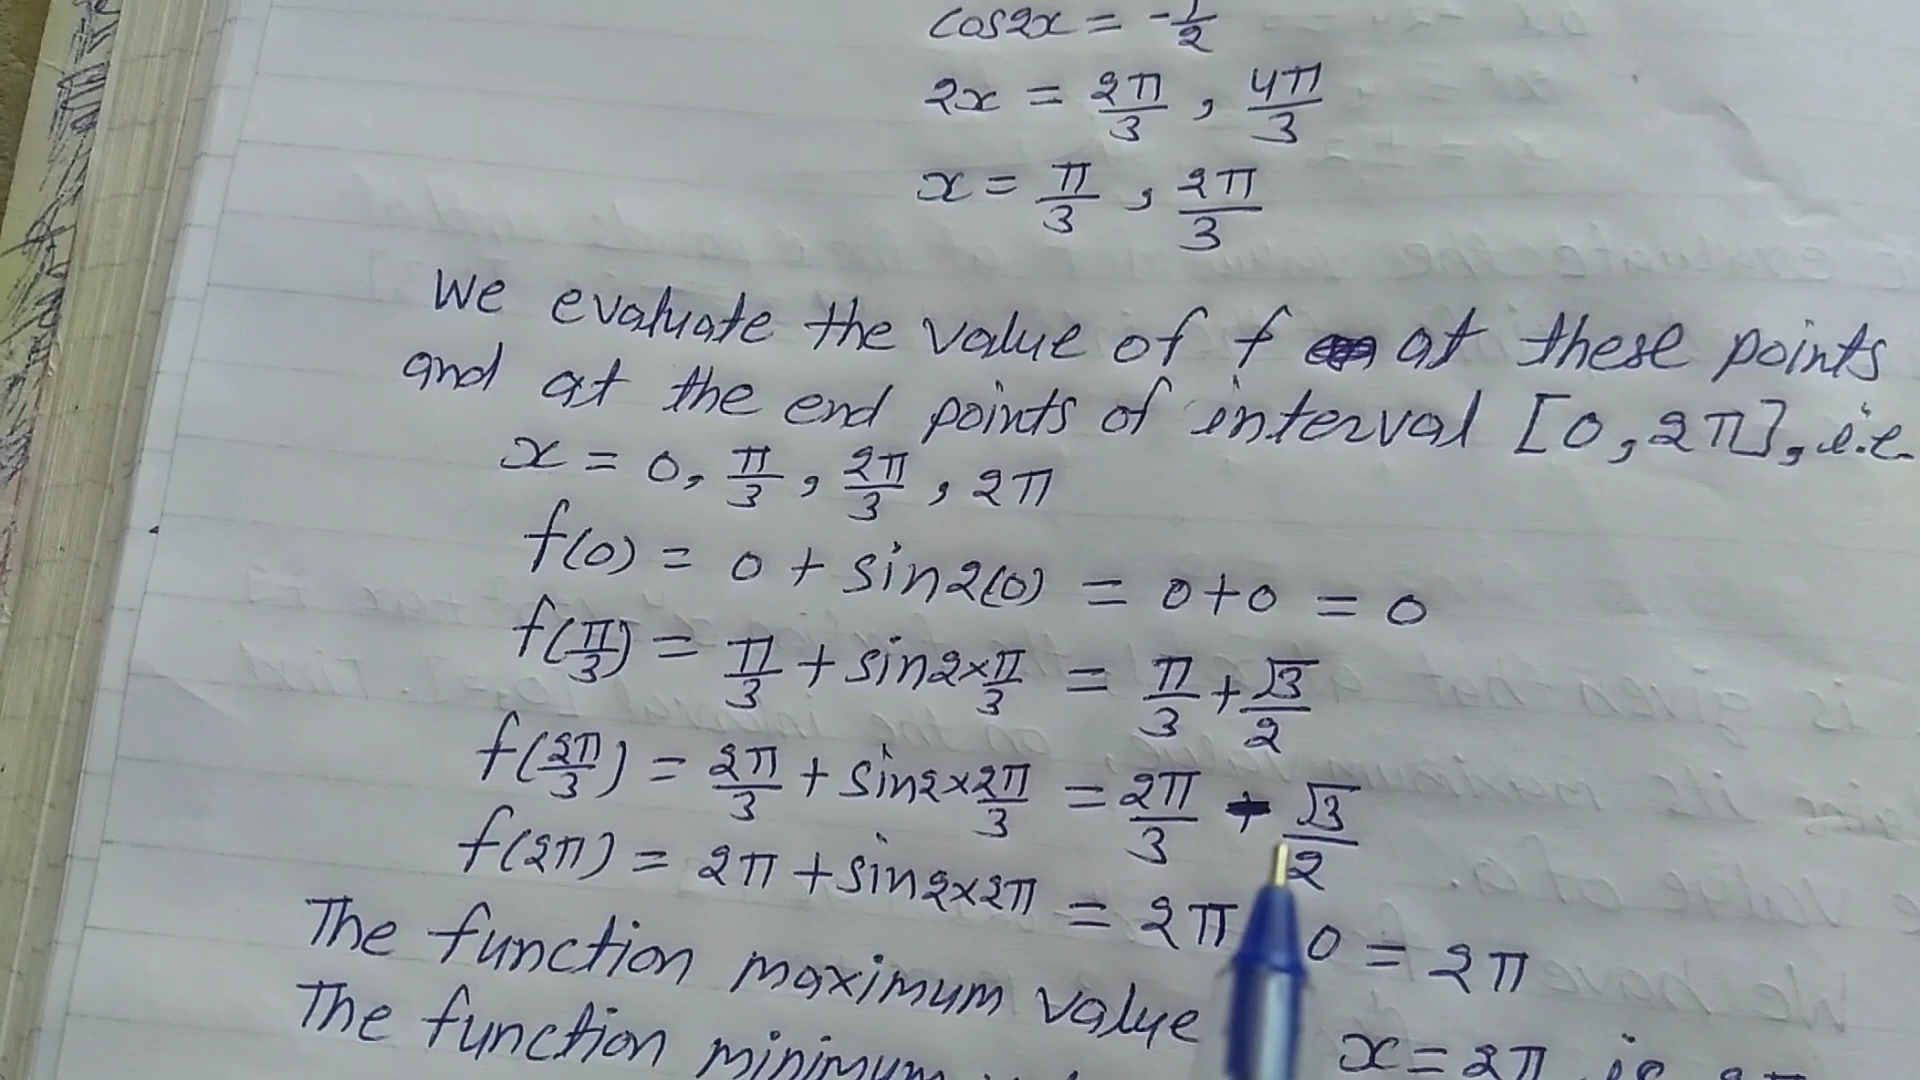 cos2x = -1/2
2x = 2π/3 , 4π/3
x = π/3 , 2π/3
We evaluate the value of f at these points
and at the end points of interval [0, 2π], i.e.
x = 0, π/3 , 2π/3 , 2π
f(0) = 0 + sin2(0) = 0+0 = 0
f(π/3) = π/3 + sin2×π/3 = π/3 + √3/2
f(2π/3) = 2π/3 + sin2×2π/3 = 2π/3 - √3/2
f(2π) = 2π + sin2×2π = 2π 0 = 2π
The function maximum value x = 2π is
The function minimum